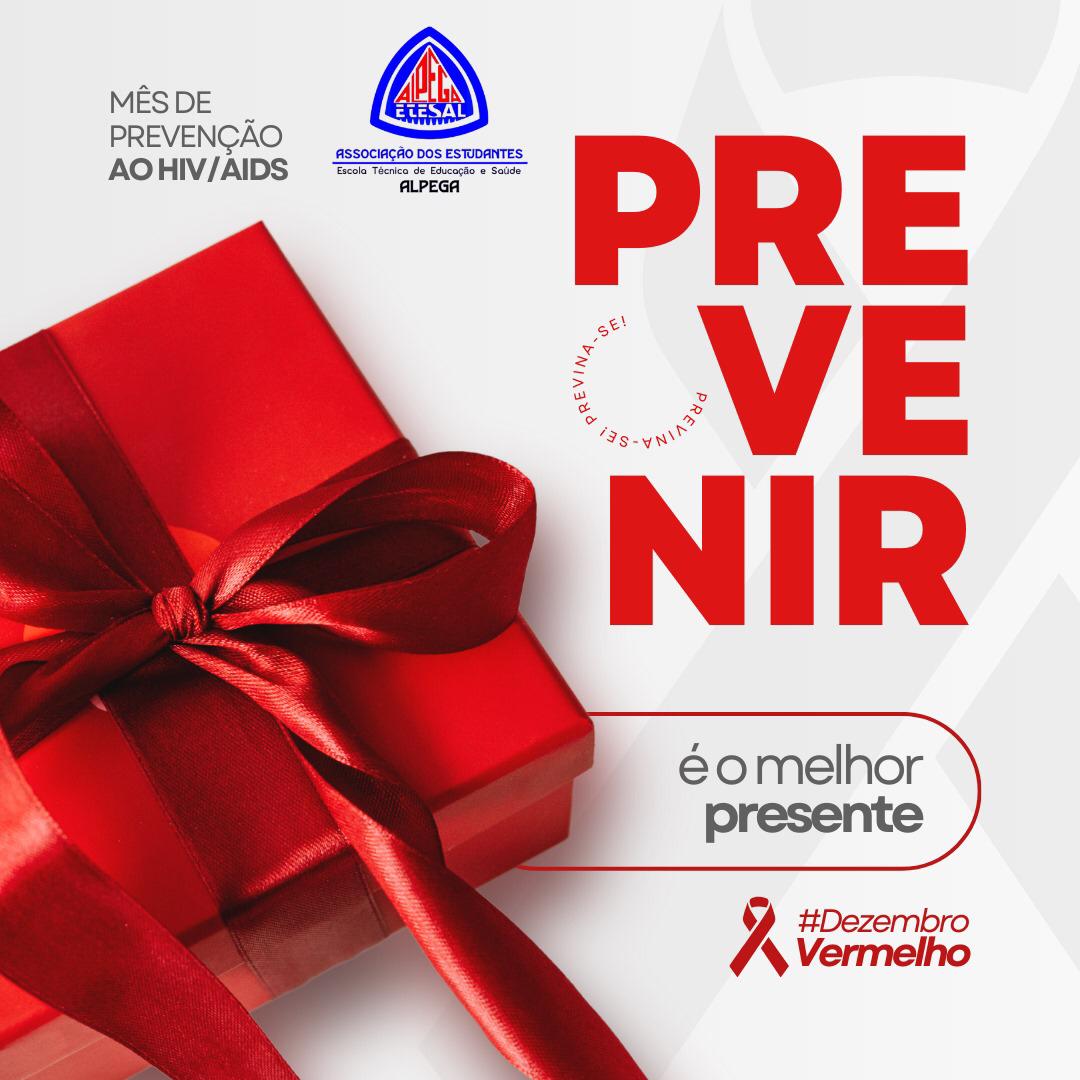 MÊS DE
PREVENÇÃO
AO HIV/AIDS
ALPEGA
ETESAL
ASSOCIAÇÃO DOS ESTUDANTES
Escola Técnica de Educação e Saúde
ALPEGA
PRE
VE
NIR
PREVINA-SE! PREVINA-SE!
é o melhor
presente
#Dezembro
Vermelho